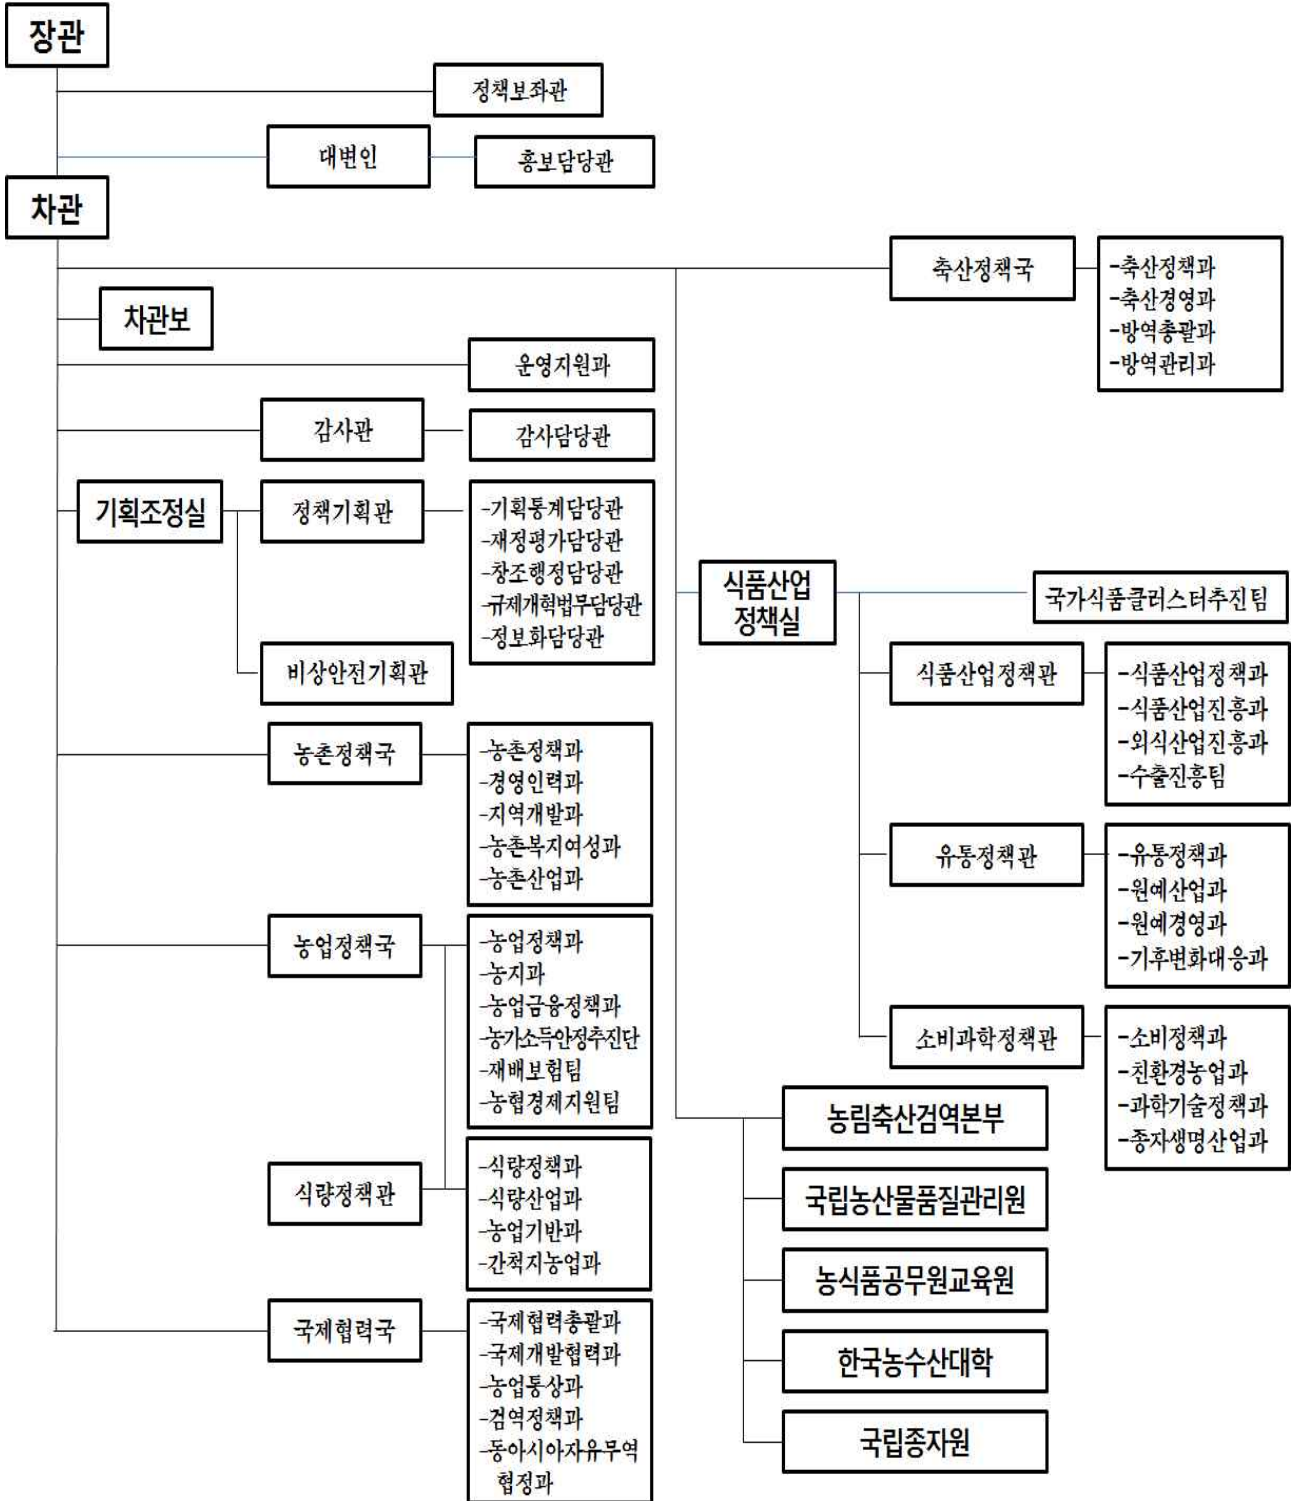 장관
정책보좌관
대변인
홍보담당관
차관
축산정책국
-축산정책과
-축산경영과
-방역총괄과
-방역관리과
차관보
운영지원과
감사관
감사담당관
기획조정실
정책기획관
-기획통계담당관
-재정평가담당관
-창조행정담당관
-규제개혁법무담당관
-정보화담당관
비상안전기획관
농촌정책국
-농촌정책과
-경영인력과
-지역개발과
-농촌복지여성과
-농촌산업과
농업정책국
-농업정책과
-농지과
-농업금융정책과
-농가소득안정추진단
-재배보험팀
-농협경제지원팀
식량정책관
-식량정책과
-식량산업과
-농업기반과
-간척지농업과
국제협력국
-국제협력총괄과
-국제개발협력과
-농업통상과
-검역정책과
-동아시아자유무역
협정과
식품산업
정책실
국가식품클러스터추진팀
식품산업정책관
-식품산업정책과
-식품산업진흥과
-외식산업진흥과
-수출진흥팀
유통정책관
-유통정책과
-원예산업과
-원예경영과
-기후변화대응과
소비과학정책관
-소비정책과
-친환경농업과
-과학기술정책과
-종자생명산업과
농림축산검역본부
국립농산물품질관리원
농식품공무원교육원
한국농수산대학
국립종자원